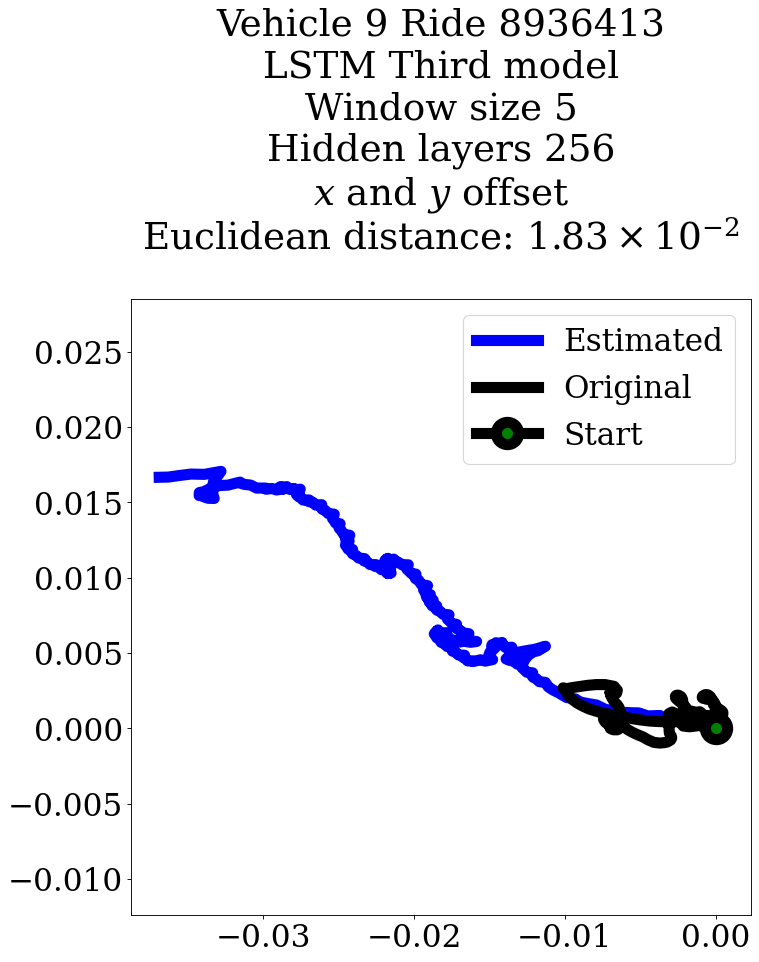 Vehicle 9 Ride 8936413
LSTM Third model
Window size 5
Hidden layers 256
x and y offset
Euclidean distance: 1.83 × 10⁻²
Estimated
Original
Start
0.025
0.020
0.015
0.010
0.005
0.000
−0.005
−0.010
−0.03 −0.02 −0.01 0.00